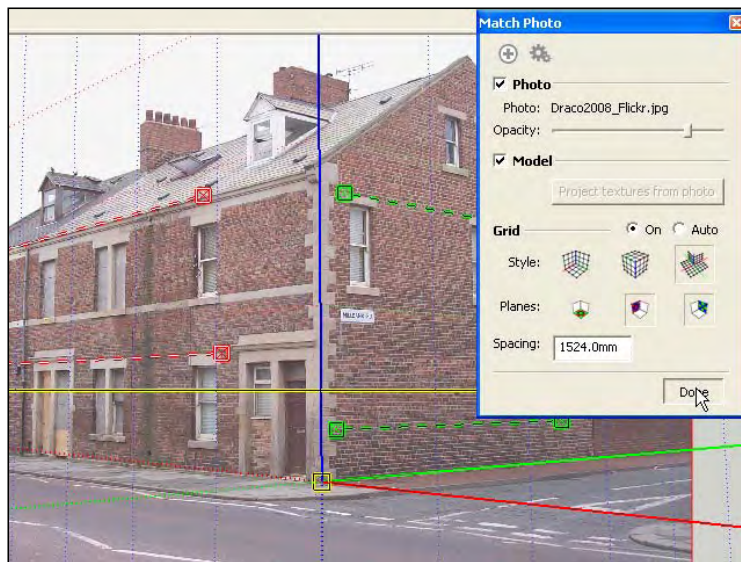 Match Photo
Photo
Photo: Draco2008_Flickr.jpg
Opacity:
Model
Project textures from photo
Grid On Auto
Style:
Planes:
Spacing: 1524.0mm
Done